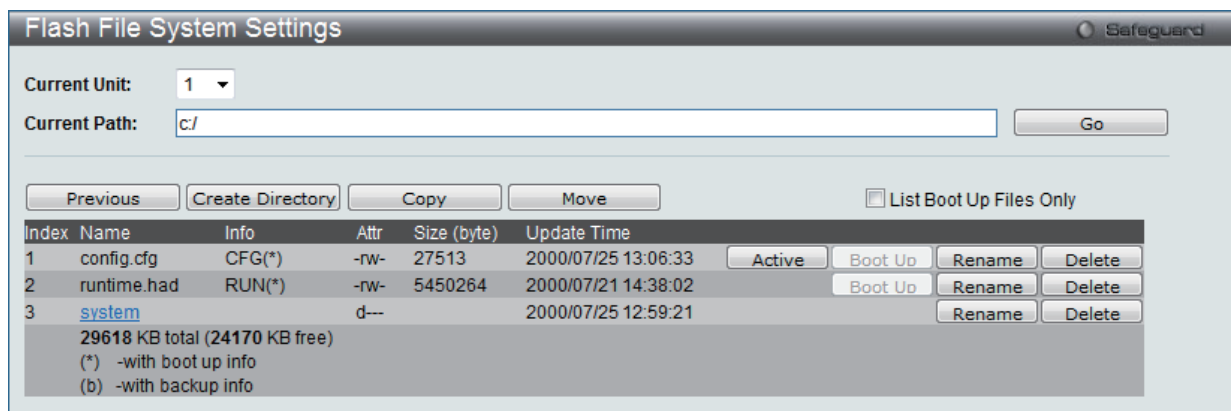 Flash File System Settings Safeguard
Current Unit: 1
Current Path: c:/ Go
Previous Create Directory Copy Move List Boot Up Files Only
Index Name Info Attr Size (byte) Update Time
1 config.cfg CFG(*) -rw- 27513 2000/07/25 13:06:33 Active Boot Up Rename Delete
2 runtime.had RUN(*) -rw- 5450264 2000/07/21 14:38:02 Boot Up Rename Delete
3 system d--- 2000/07/25 12:59:21 Rename Delete
29618 KB total (24170 KB free)
(*) -with boot up info
(b) -with backup info